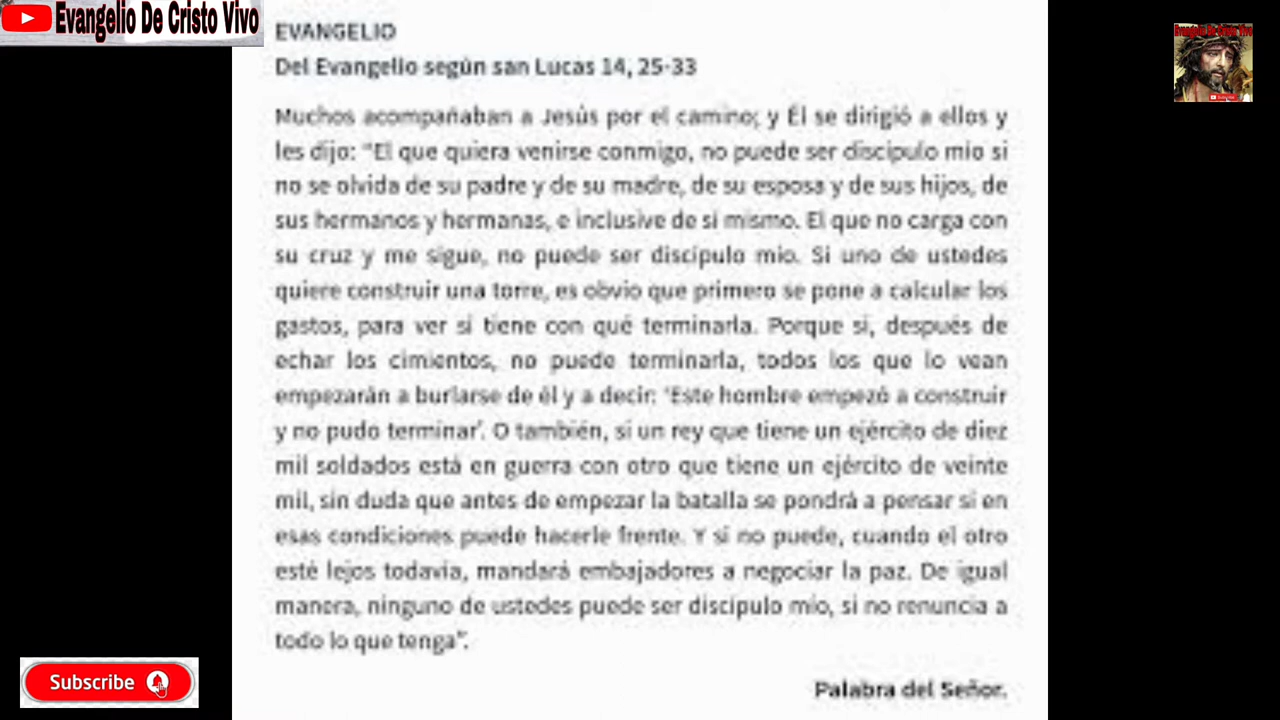 Evangelio De Cristo Vivo
Evangelio De Cristo Vivo
EVANGELIO
Del Evangelio según san Lucas 14, 25-33
Muchos acompañaban a Jesús por el camino; y Él se dirigió a ellos y
les dijo: “El que quiera venirse conmigo, no puede ser discípulo mío si
no se olvida de su padre y de su madre, de su esposa y de sus hijos, de
sus hermanos y hermanas, e inclusive de sí mismo. El que no carga con
su cruz y me sigue, no puede ser discípulo mío. Si uno de ustedes
quiere construir una torre, es obvio que primero se pone a calcular los
gastos, para ver si tiene con qué terminarla. Porque si, después de
echar los cimientos, no puede terminarla, todos los que lo vean
empezarán a burlarse de él y a decir: ‘Este hombre empezó a construir
y no pudo terminar’. O también, si un rey que tiene un ejército de diez
mil soldados está en guerra con otro que tiene un ejército de veinte
mil, sin duda que antes de empezar la batalla se pondrá a pensar si en
esas condiciones puede hacerle frente. Y si no puede, cuando el otro
esté lejos todavía, mandará embajadores a negociar la paz. De igual
manera, ninguno de ustedes puede ser discípulo mío, si no renuncia a
todo lo que tenga”.
Palabra del Señor.
Subscribe